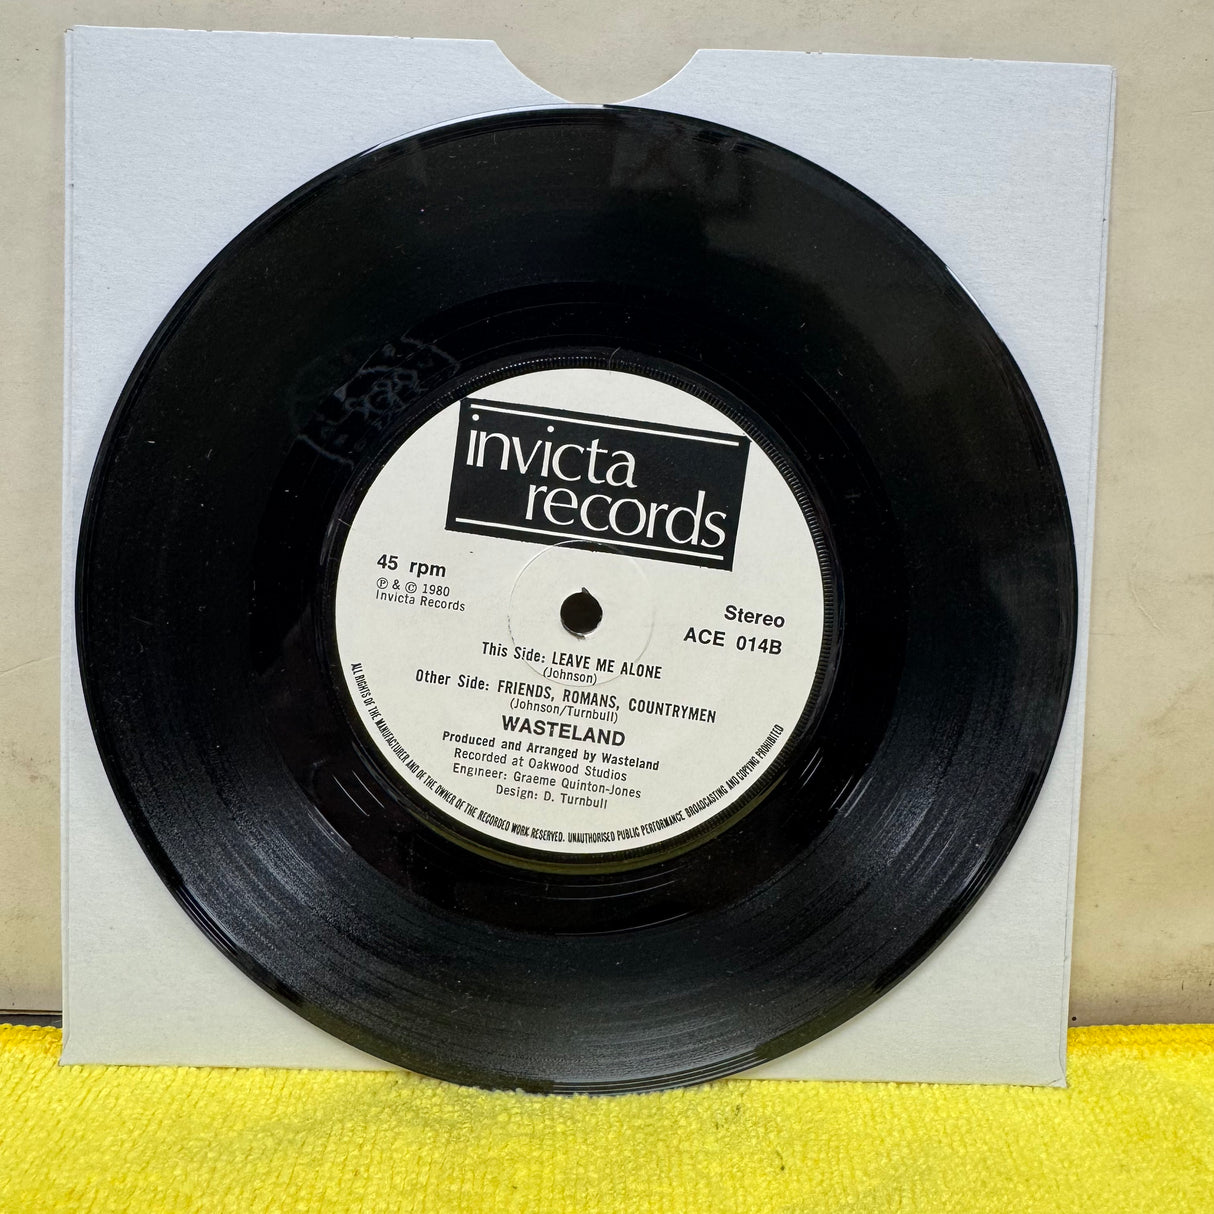 invicta
records
45 rpm
℗ & © 1980
Invicta Records
Stereo
ACE 014B
This Side: LEAVE ME ALONE
(Johnson)
Other Side: FRIENDS, ROMANS, COUNTRYMEN
(Johnson/Turnbull)
WASTELAND
Produced and Arranged by Wasteland
Recorded at Oakwood Studios
Engineer: Graeme Quinton-Jones
Design: D. Turnbull
ALL RIGHTS OF THE MANUFACTURER AND OF THE OWNER OF THE RECORDED WORK RESERVED. UNAUTHORISED PUBLIC PERFORMANCE BROADCASTING AND COPYING PROHIBITED